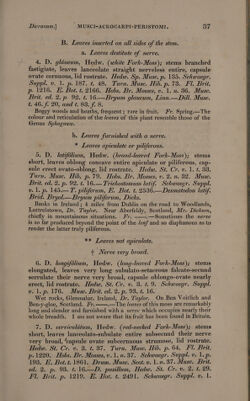 Dicranum.] MUSCI-ACROCARPI-PERISTOMI. 37
B. Leaves inserted on all sides of the stem.
a. Leaves destitute of nerve.
4. D. glaucum, Hedw. (white Fork-Moss); stems branched
fastigiate, leaves lanceolate straight nerveless entire, capsule
ovate cernuous, lid rostrate. Hedw. Sp. Musc. p. 135. Schwaegr.
Suppl. v. 1. p. 187. t. 48. Turn. Musc. Hib. p. 73. Fl. Brit.
p. 1216. E. Bot. t. 2166. Hobs. Br. Mosses, v. 1. n. 36. Musc.
Brit. ed. 2. p. 92. t. 16.—Bryum glaucum, Linn.—Dill. Musc.
t. 46. f. 20, and t. 83. f. 8.
Boggy woods and heaths, frequent; rare in fruit. Fr. Spring.—The
colour and reticulation of the leaves of this plant resemble those of the
Genus Sphagnum.
b. Leaves furnished with a nerve.
* Leaves apiculate or piliferous.
5. D. latifolium, Hedw. (broad-leaved Fork-Moss); stems
short, leaves oblong concave entire apiculate or piliferous, cap-
sule erect ovate-oblong, lid rostrate. Hedw. St. Cr. v. 1. t. 33.
Turn. Musc. Hib. p. 79. Hobs. Br. Mosses, v. 2. n. 32. Musc.
Brit. ed. 2. p. 92. t. 16.—Trichostomum latif. Schwaegr. Suppl.
v. 1. p. 145.—T. piliferum, E. Bot. t. 2536.—Desmatodon latif.
Brid. Bryol.—Bryum piliferum, Dicks.
Banks in Ireland; 4 miles from Dublin on the road to Woodlands,
Luttrelstown, Dr. Taylor. Near Aberfeldy, Scotland, Mr. Dickson,
chiefly in mountainous situations. Fr. ——.—Sometimes the nerve
is so far produced beyond the point of the leaf and so diaphanous as to
render the latter truly piliferous.
** Leaves not apiculate.
† Nerve very broad.
6. D. longifolium, Hedw. (long-leaved Fork-Moss); stems
elongated, leaves very long subulato-setaceous falcato-secund
serrulate their nerve very broad, capsule oblongo-ovate nearly
erect, lid rostrate. Hedw. St. Cr. v. 3. t. 9. Schwaegr. Suppl.
v. 1. p. 176. Musc. Brit. ed. 2. p. 93. t. 16.
Wet rocks, Glenmalur, Ireland, Dr. Taylor. On Ben Voirlich and
Ben-y-gloe, Scotland. Fr. ——.—The leaves of this moss are remarkably
long and slender and furnished with a nerve which occupies nearly their
whole breadth. I am not aware that its fruit has been found in Britain.
7. D. cerviculatum, Hedw. (red-necked Fork-Moss); stems
short, leaves lanceolato-subulate entire subsecund their nerve
very broad, capsule ovate subcernuous strumose, lid rostrate.
Hedw. St. Cr. v. 3. t. 37. Turn. Musc. Hib. p. 64. Fl. Brit.
p. 1220. Hobs. Br. Mosses, v. 1. n. 37. Schwaegr. Suppl. v. 1. p.
193. E. Bot. t. 1861. Drum. Musc. Scot. v. 1. n. 37. Musc. Brit.
ed. 2. p. 93. t. 16.—D. pusillum, Hedw. St. Cr. v. 2. t. 29.
Fl. Brit. p. 1219. E. Bot. t. 2491. Schwaegr. Suppl. v. 1.